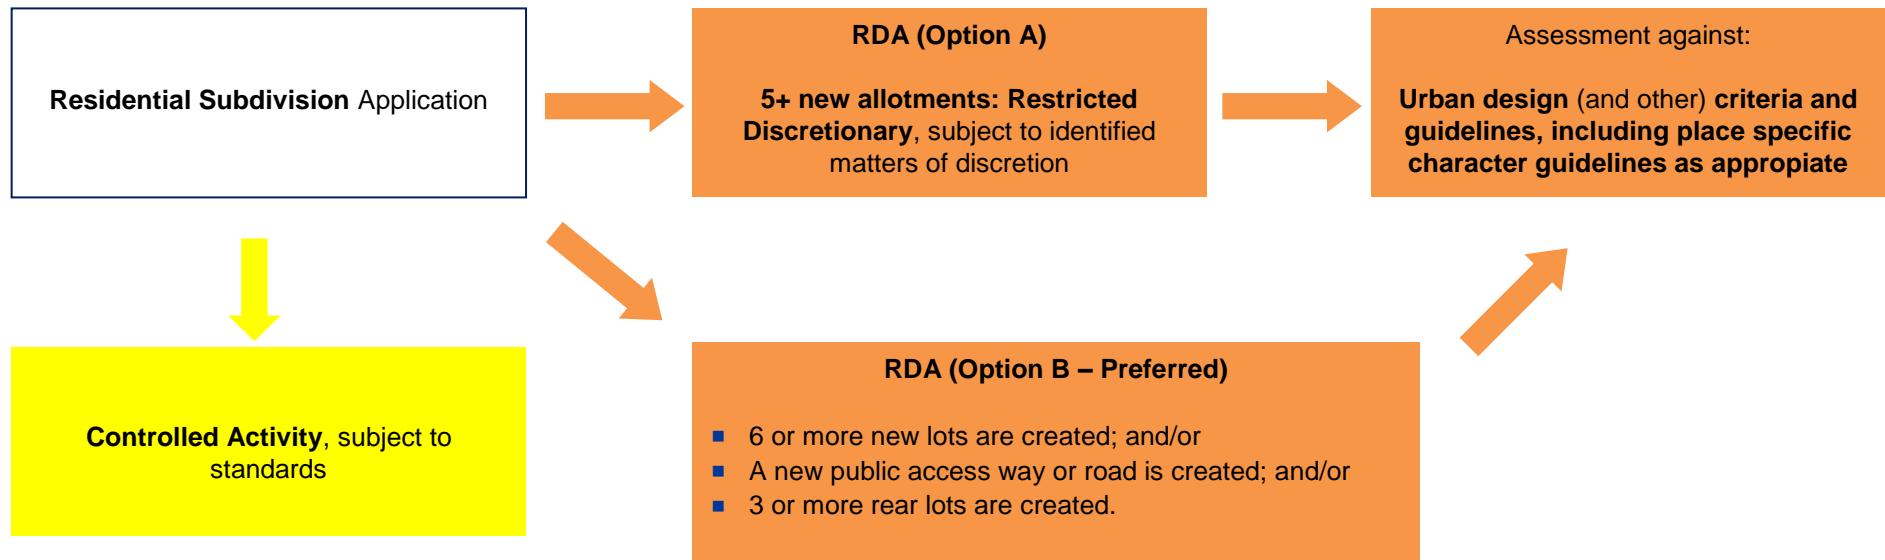 Residential Subdivision Application
RDA (Option A)
5+ new allotments: Restricted
Discretionary, subject to identified
matters of discretion
Assessment against:
Urban design (and other) criteria and
guidelines, including place specific
character guidelines as appropiate
Controlled Activity, subject to
standards
RDA (Option B – Preferred)
▪ 6 or more new lots are created; and/or
▪ A new public access way or road is created; and/or
▪ 3 or more rear lots are created.